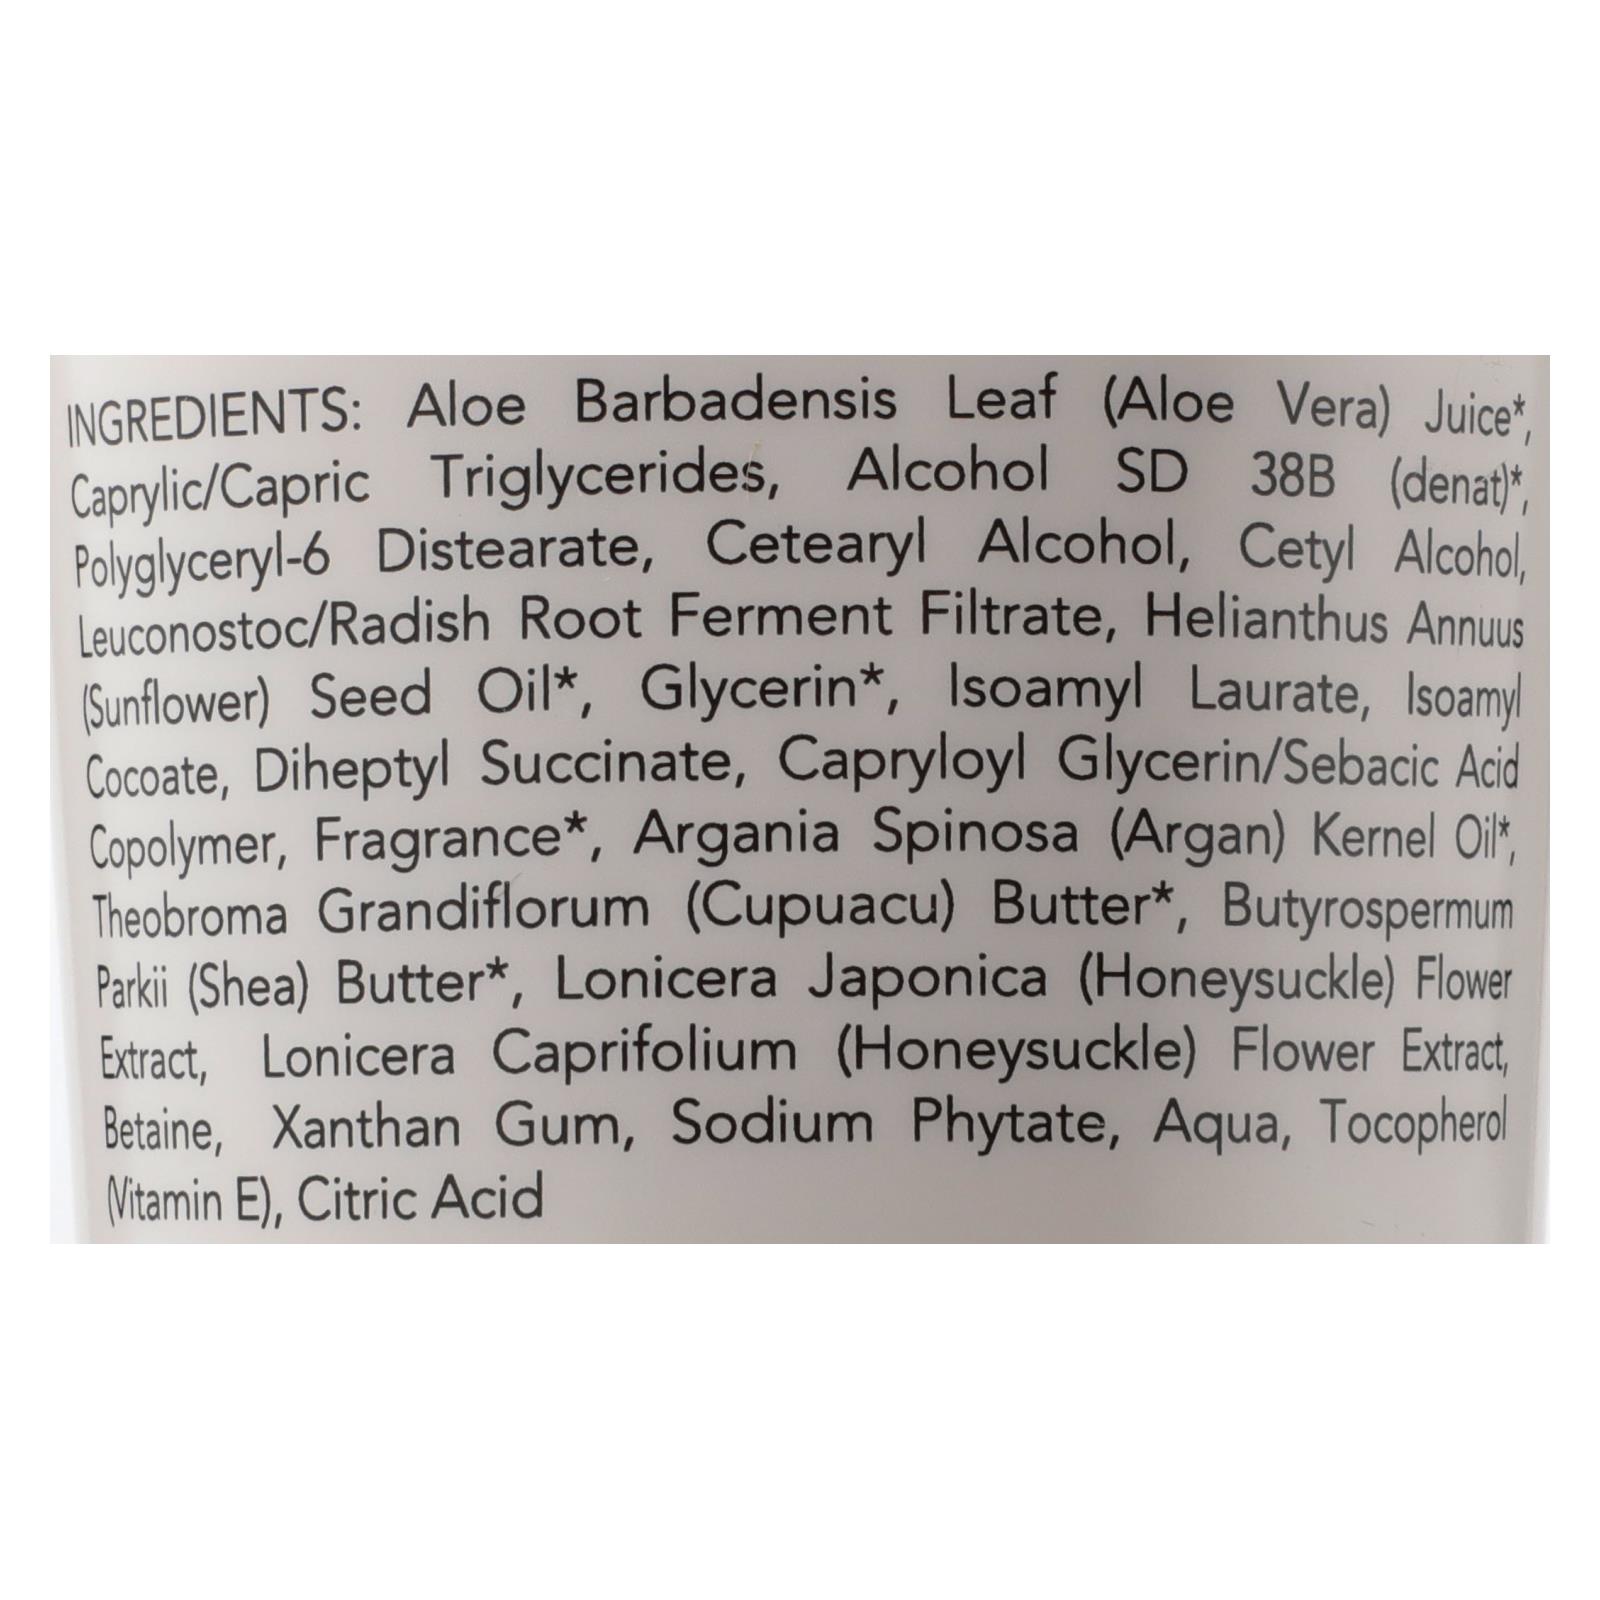 INGREDIENTS: Aloe Barbadensis Leaf (Aloe Vera) Juice*,
Caprylic/Capric Triglycerides, Alcohol SD 38B (denat)*,
Polyglyceryl-6 Distearate, Cetearyl Alcohol, Cetyl Alcohol,
Leuconostoc/Radish Root Ferment Filtrate, Helianthus Annuus
(Sunflower) Seed Oil*, Glycerin*, Isoamyl Laurate, Isoamyl
Cocoate, Diheptyl Succinate, Capryloyl Glycerin/Sebacic Acid
Copolymer, Fragrance*, Argania Spinosa (Argan) Kernel Oil*,
Theobroma Grandiflorum (Cupuacu) Butter*, Butyrospermum
Parkii (Shea) Butter*, Lonicera Japonica (Honeysuckle) Flower
Extract, Lonicera Caprifolium (Honeysuckle) Flower Extract,
Betaine, Xanthan Gum, Sodium Phytate, Aqua, Tocopherol
(Vitamin E), Citric Acid